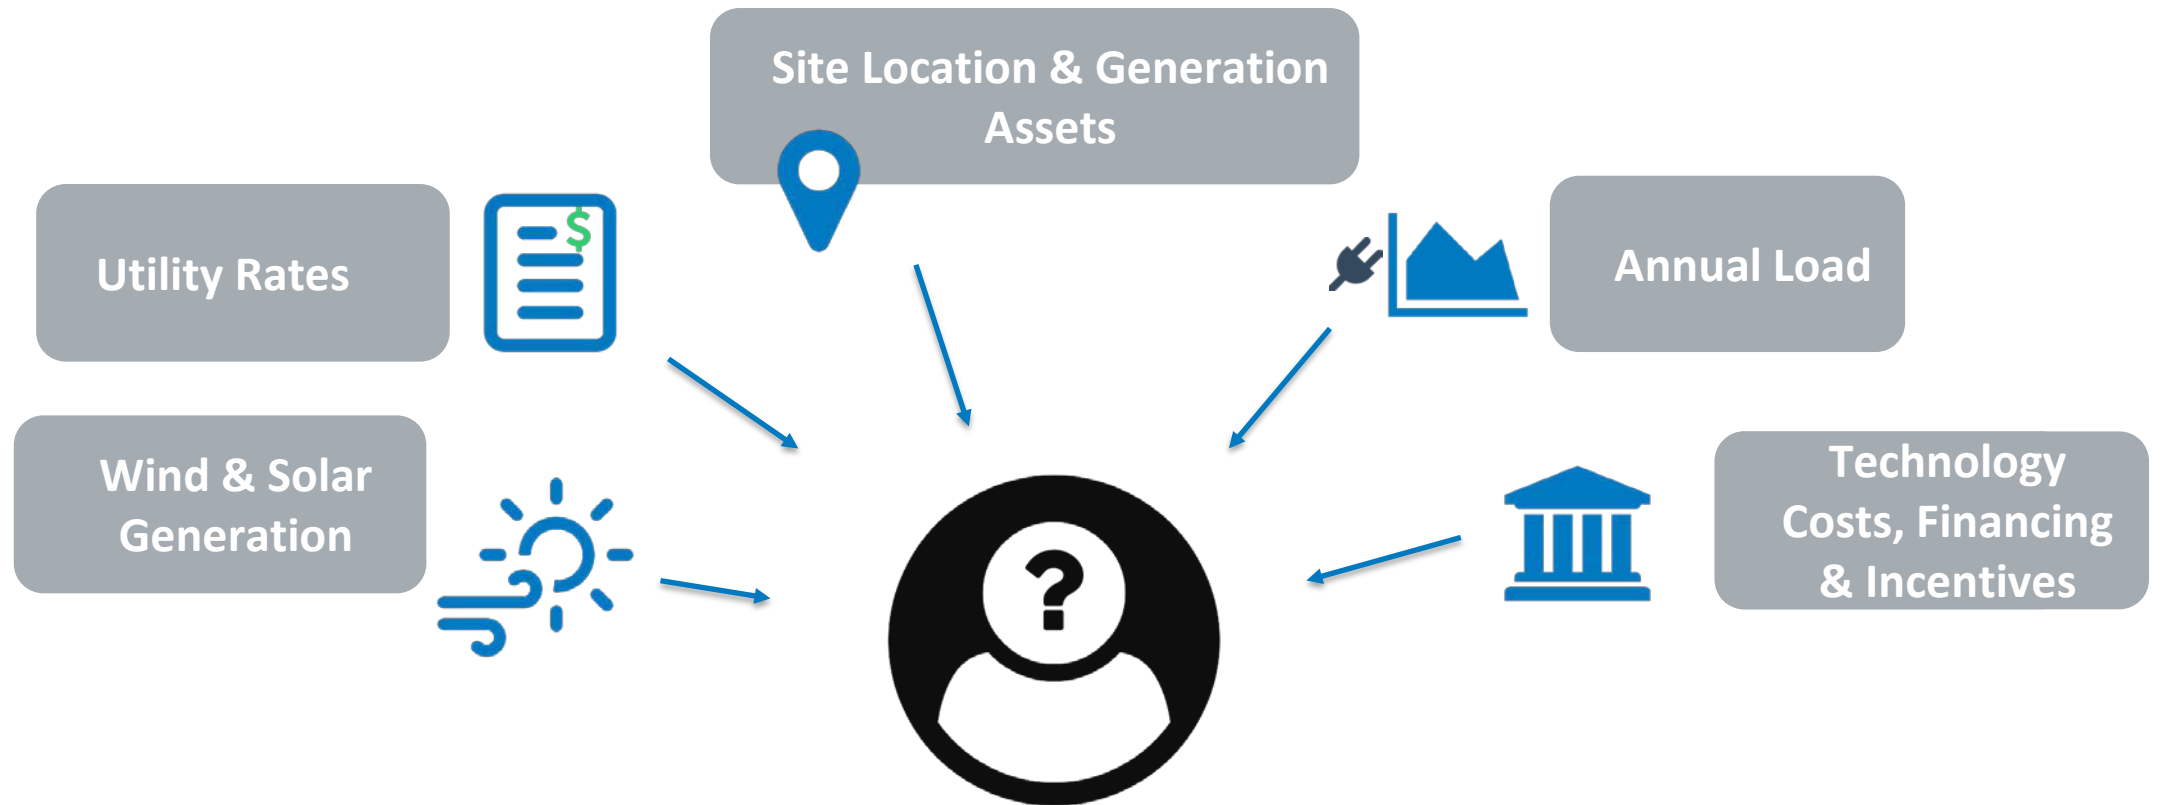 Site Location & Generation
Assets
Utility Rates
$
Annual Load
Wind & Solar
Generation
Technology
Costs, Financing
& Incentives
?